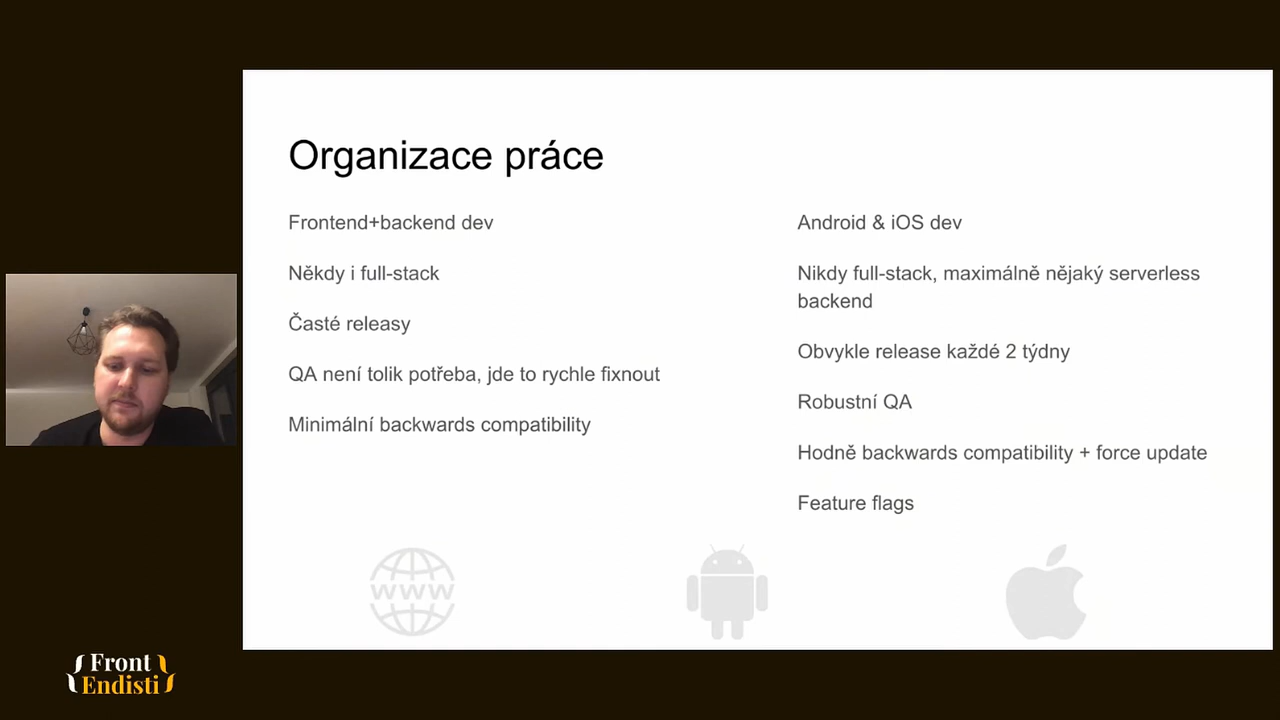 Organizace práce
Frontend+backend dev
Někdy i full-stack
Časté releasy
QA není tolik potřeba, jde to rychle fixnout
Minimální backwards compatibility
Android & iOS dev
Nikdy full-stack, maximálně nějaký serverless
backend
Obvykle release každé 2 týdny
Robustní QA
Hodně backwards compatibility + force update
Feature flags
www
{Front
Endisti}